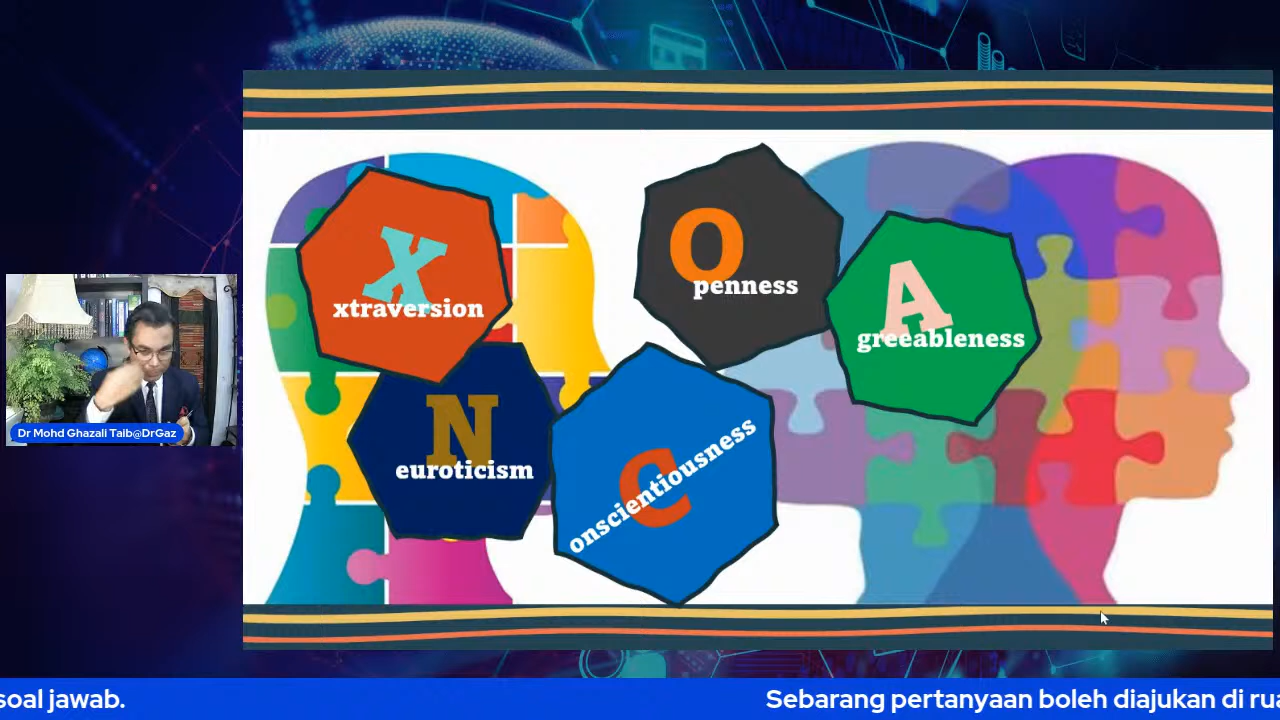 X
xtraversion
O
penness
A
greeableness
N
euroticism
C
onscientiousness
Dr Mohd Ghazali Taib@DrGaz
soal jawab.
Sebarang pertanyaan boleh diajukan di rua